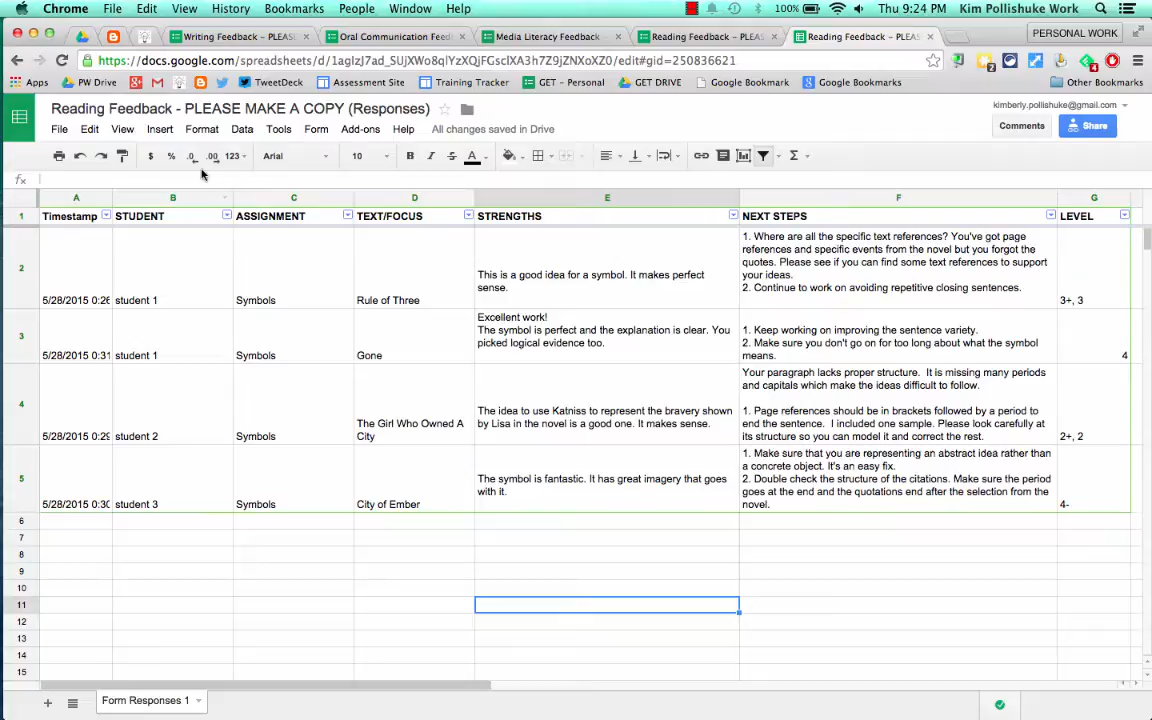 Chrome File Edit View History Bookmarks People Window Help 100% Thu 9:24 PM Kim Pollishuke Work
Writing Feedback - PLEAS Oral Communication Feed Media Literacy Feedback Reading Feedback - PLEAS Reading Feedback - PLEAS PERSONAL WORK
https://docs.google.com/spreadsheets/d/
Apps PW Drive TweetDeck Assessment Site Training Tracker GET - Personal GET DRIVE Google Bookmark Google Bookmarks Other Bookmarks
Reading Feedback - PLEASE MAKE A COPY (Responses) kimberly.pollishuke@gmail.com
File Edit View Insert Format Data Tools Form Add-ons Help All changes saved in Drive Comments Share
$ % .0 .00 123 Arial 10 B I S A
fx
A B C D E F G
1 Timestamp STUDENT ASSIGNMENT TEXT/FOCUS STRENGTHS NEXT STEPS LEVEL
1. Where are all the specific text references? You've got page
references and specific events from the novel but you forgot the
quotes. Please see if you can find some text references to support
2 This is a good idea for a symbol. It makes perfect your ideas.
sense. 2. Continue to work on avoiding repetitive closing sentences.
5/28/2015 0:26 student 1 Symbols Rule of Three 3+, 3
Excellent work!
3 The symbol is perfect and the explanation is clear. You 1. Keep working on improving the sentence variety.
picked logical evidence too. 2. Make sure you don't go on for too long about what the symbol
5/28/2015 0:31 student 1 Symbols Gone means. 4
Your paragraph lacks proper structure. It is missing many periods
and capitals which make the ideas difficult to follow.
4 The idea to use Katniss to represent the bravery shown 1. Page references should be in brackets followed by a period to
The Girl Who Owned A by Lisa in the novel is a good one. It makes sense. end the sentence. I included one sample. Please look carefully at
5/28/2015 0:29 student 2 Symbols City its structure so you can model it and correct the rest. 2+, 2
1. Make sure that you are representing an abstract idea rather than
a concrete object. It's an easy fix.
5 The symbol is fantastic. It has great imagery that goes 2. Double check the structure of the citations. Make sure the period
with it. goes at the end and the quotations end after the selection from the
5/28/2015 0:30 student 3 Symbols City of Ember novel. 4-
6
7
8
9
10
11
12
13
14
15
Form Responses 1